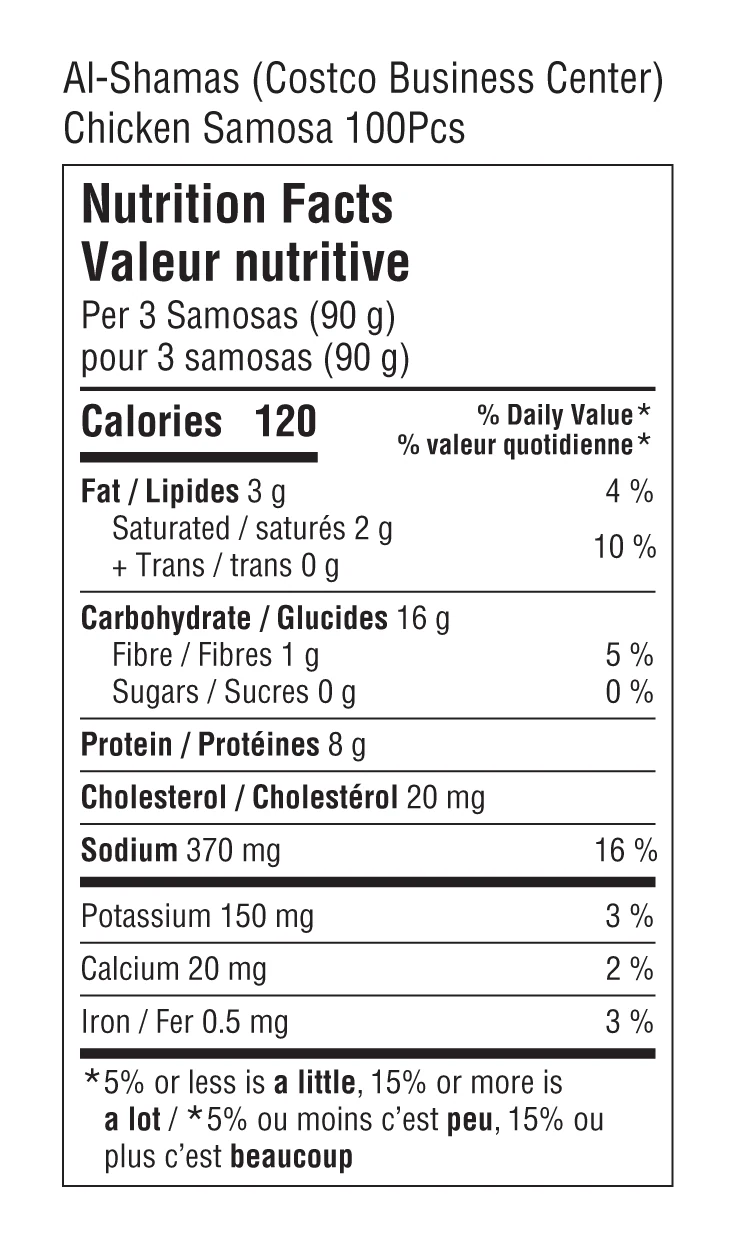 Al-Shamas (Costco Business Center)
Chicken Samosa 100Pcs
Nutrition Facts
Valeur nutritive
Per 3 Samosas (90 g)
pour 3 samosas (90 g)
Calories 120
% Daily Value*
% valeur quotidienne*
Fat / Lipides 3 g 4 %
Saturated / saturés 2 g
+ Trans / trans 0 g
10 %
Carbohydrate / Glucides 16 g
Fibre / Fibres 1 g 5 %
Sugars / Sucres 0 g 0 %
Protein / Protéines 8 g
Cholesterol / Cholestérol 20 mg
Sodium 370 mg 16 %
Potassium 150 mg 3 %
Calcium 20 mg 2 %
Iron / Fer 0.5 mg 3 %
*5% or less is a little, 15% or more is
a lot / *5% ou moins c’est peu, 15% ou
plus c’est beaucoup